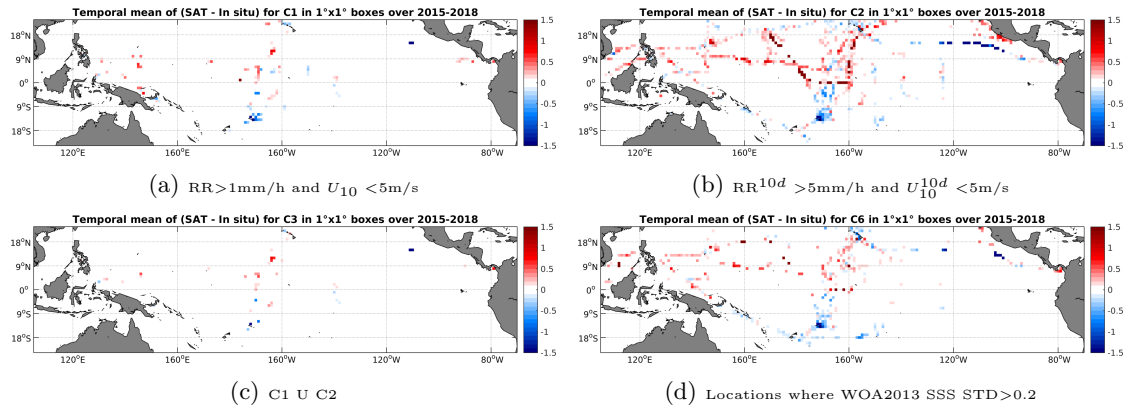 Temporal mean of (SAT - In situ) for C1 in 1°x1° boxes over 2015-2018
18°N
9°N
0°
9°S
18°S
120°E
160°E
160°W
120°W
80°W
1.5
1
0.5
0
-0.5
-1
-1.5
(a) RR>1mm/h and U10 <5m/s
Temporal mean of (SAT - In situ) for C2 in 1°x1° boxes over 2015-2018
18°N
9°N
0°
9°S
18°S
120°E
160°E
160°W
120°W
80°W
1.5
1
0.5
0
-0.5
-1
-1.5
(b) RR^10d >5mm/h and U10^10d <5m/s
Temporal mean of (SAT - In situ) for C3 in 1°x1° boxes over 2015-2018
18°N
9°N
0°
9°S
18°S
120°E
160°E
160°W
120°W
80°W
1.5
1
0.5
0
-0.5
-1
-1.5
(c) C1 U C2
Temporal mean of (SAT - In situ) for C6 in 1°x1° boxes over 2015-2018
18°N
9°N
0°
9°S
18°S
120°E
160°E
160°W
120°W
80°W
1.5
1
0.5
0
-0.5
-1
-1.5
(d) Locations where WOA2013 SSS STD>0.2